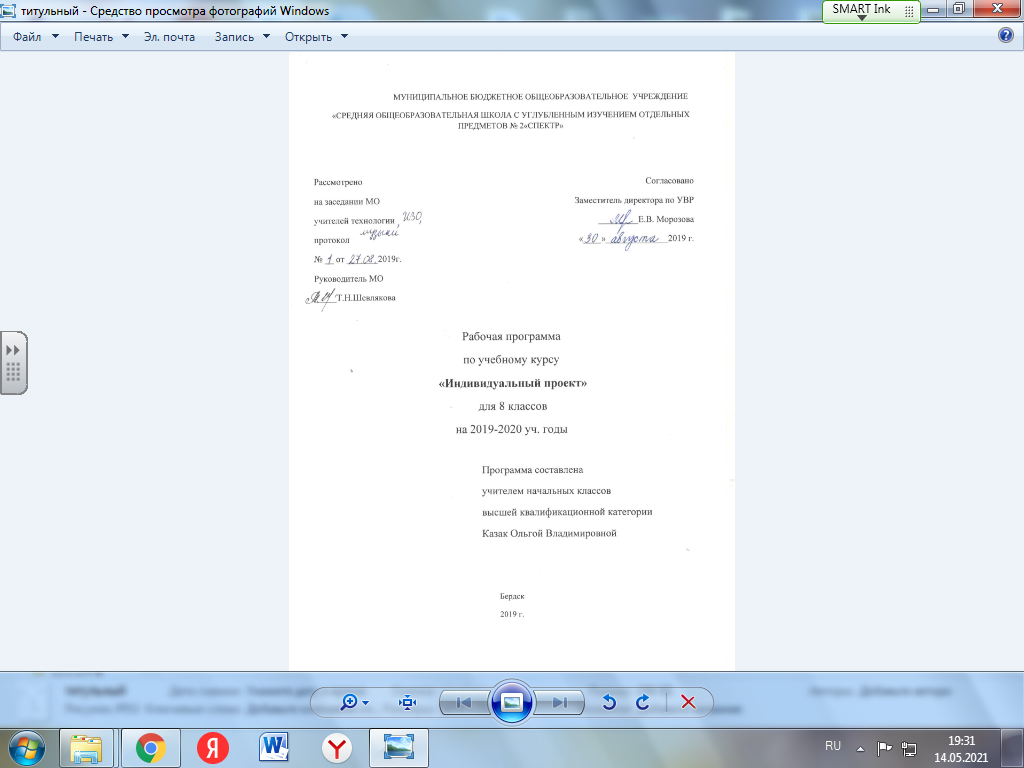 титульный - Средство просмотра фотографий Windows
SMART Ink
Файл Печать Эл. почта Запись Открыть
МУНИЦИПАЛЬНОЕ БЮДЖЕТНОЕ ОБЩЕОБРАЗОВАТЕЛЬНОЕ УЧРЕЖДЕНИЕ
«СРЕДНЯЯ ОБЩЕОБРАЗОВАТЕЛЬНАЯ ШКОЛА С УГЛУБЛЕННЫМ ИЗУЧЕНИЕМ ОТДЕЛЬНЫХ
ПРЕДМЕТОВ № 2«СПЕКТР»
Рассмотрено
на заседании МО
учителей технологии, ИЗО,
музыки
протокол
№ 1 от 27.08.2019г.
Руководитель МО
Т.Н.Шевлякова
Согласовано
Заместитель директора по УВР
Е.В. Морозова
«30» августа 2019 г.
Рабочая программа
по учебному курсу
«Индивидуальный проект»
для 8 классов
на 2019-2020 уч. годы
Программа составлена
учителем начальных классов
высшей квалификационной категории
Казак Ольгой Владимировной
Бердск
2019 г.
титульный
RU
19:31
14.05.2021